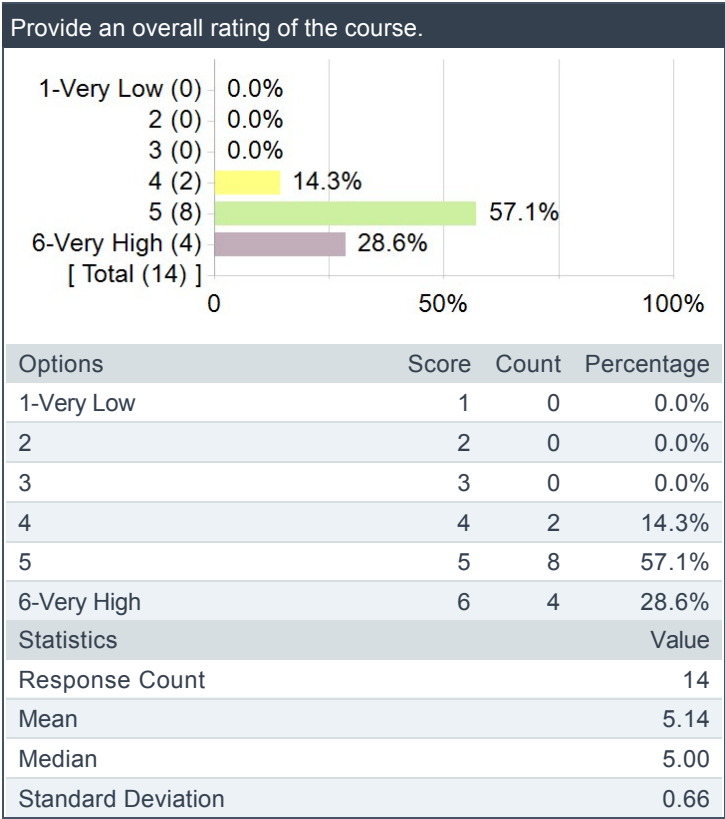 Provide an overall rating of the course.
1-Very Low (0) 0.0%
2 (0) 0.0%
3 (0) 0.0%
4 (2) 14.3%
5 (8) 57.1%
6-Very High (4) 28.6%
[ Total (14) ]
0 50% 100%
Options Score Count Percentage
1-Very Low 1 0 0.0%
2 2 0 0.0%
3 3 0 0.0%
4 4 2 14.3%
5 5 8 57.1%
6-Very High 6 4 28.6%
Statistics Value
Response Count 14
Mean 5.14
Median 5.00
Standard Deviation 0.66